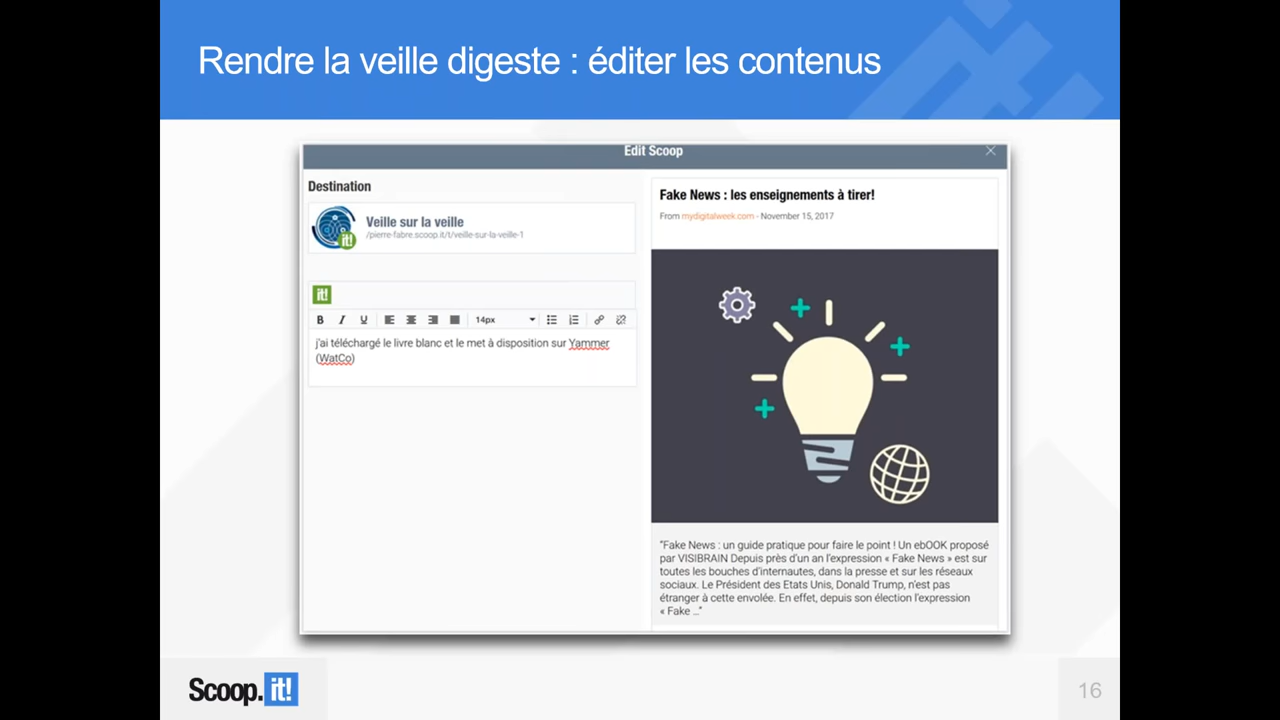 Rendre la veille digeste : éditer les contenus
Edit Scoop
Destination
Veille sur la veille
/pierre-fabre.scoop.it/t/veille-sur-la-veille-1
it!
it!
B I U 14px
j'ai téléchargé le livre blanc et le met à disposition sur Yammer
(WatCo)
Fake News : les enseignements à tirer!
From mydigitalweek.com - November 15, 2017
"Fake News : un guide pratique pour faire le point ! Un ebOOK proposé
par VISIBRAIN Depuis près d'un an l'expression « Fake News » est sur
toutes les bouches d'internautes, dans la presse et sur les réseaux
sociaux. Le Président des Etats Unis, Donald Trump, n'est pas
étranger à cette envolée. En effet, depuis son élection l'expression
« Fake ..."
Scoop.it!
16